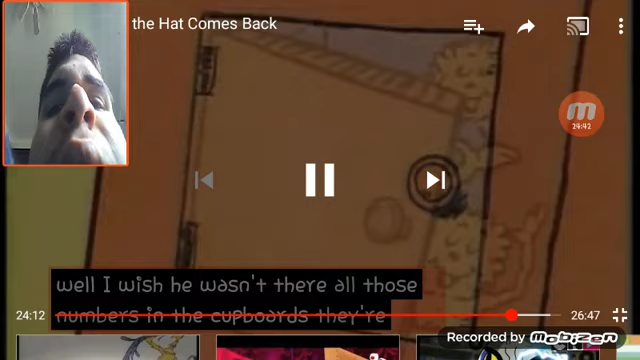 the Hat Comes Back
24:42
well I wish he wasn't there all those
numbers in the cupboards they're
24:12
26:47
Recorded by Mobizen